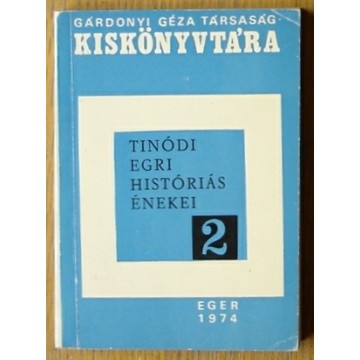 GÁRDONYI GÉZA TÁRSASÁG
KISKÖNYVTÁRA
TINÓDI
EGRI
HISTÓRIÁS
ÉNEKEI
2
EGER
1974